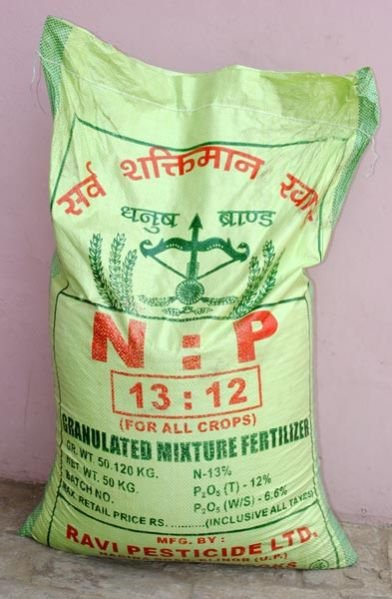 सर्व शक्तिमान खाद
धनुष ब्राण्ड
N : P
13 : 12
(FOR ALL CROPS)
GRANULATED MIXTURE FERTILIZER
GR. WT. 50.120 KG.
NET. WT. 50 KG.
BATCH NO.
MAX. RETAIL PRICE RS. ............(INCLUSIVE ALL TAXES)
N-13%
P₂O₅ (T) - 12%
P₂O₅ (W/S) - 6.6%
MFG. BY :
RAVI PESTICIDE LTD.
BIJNOR (U.P.)